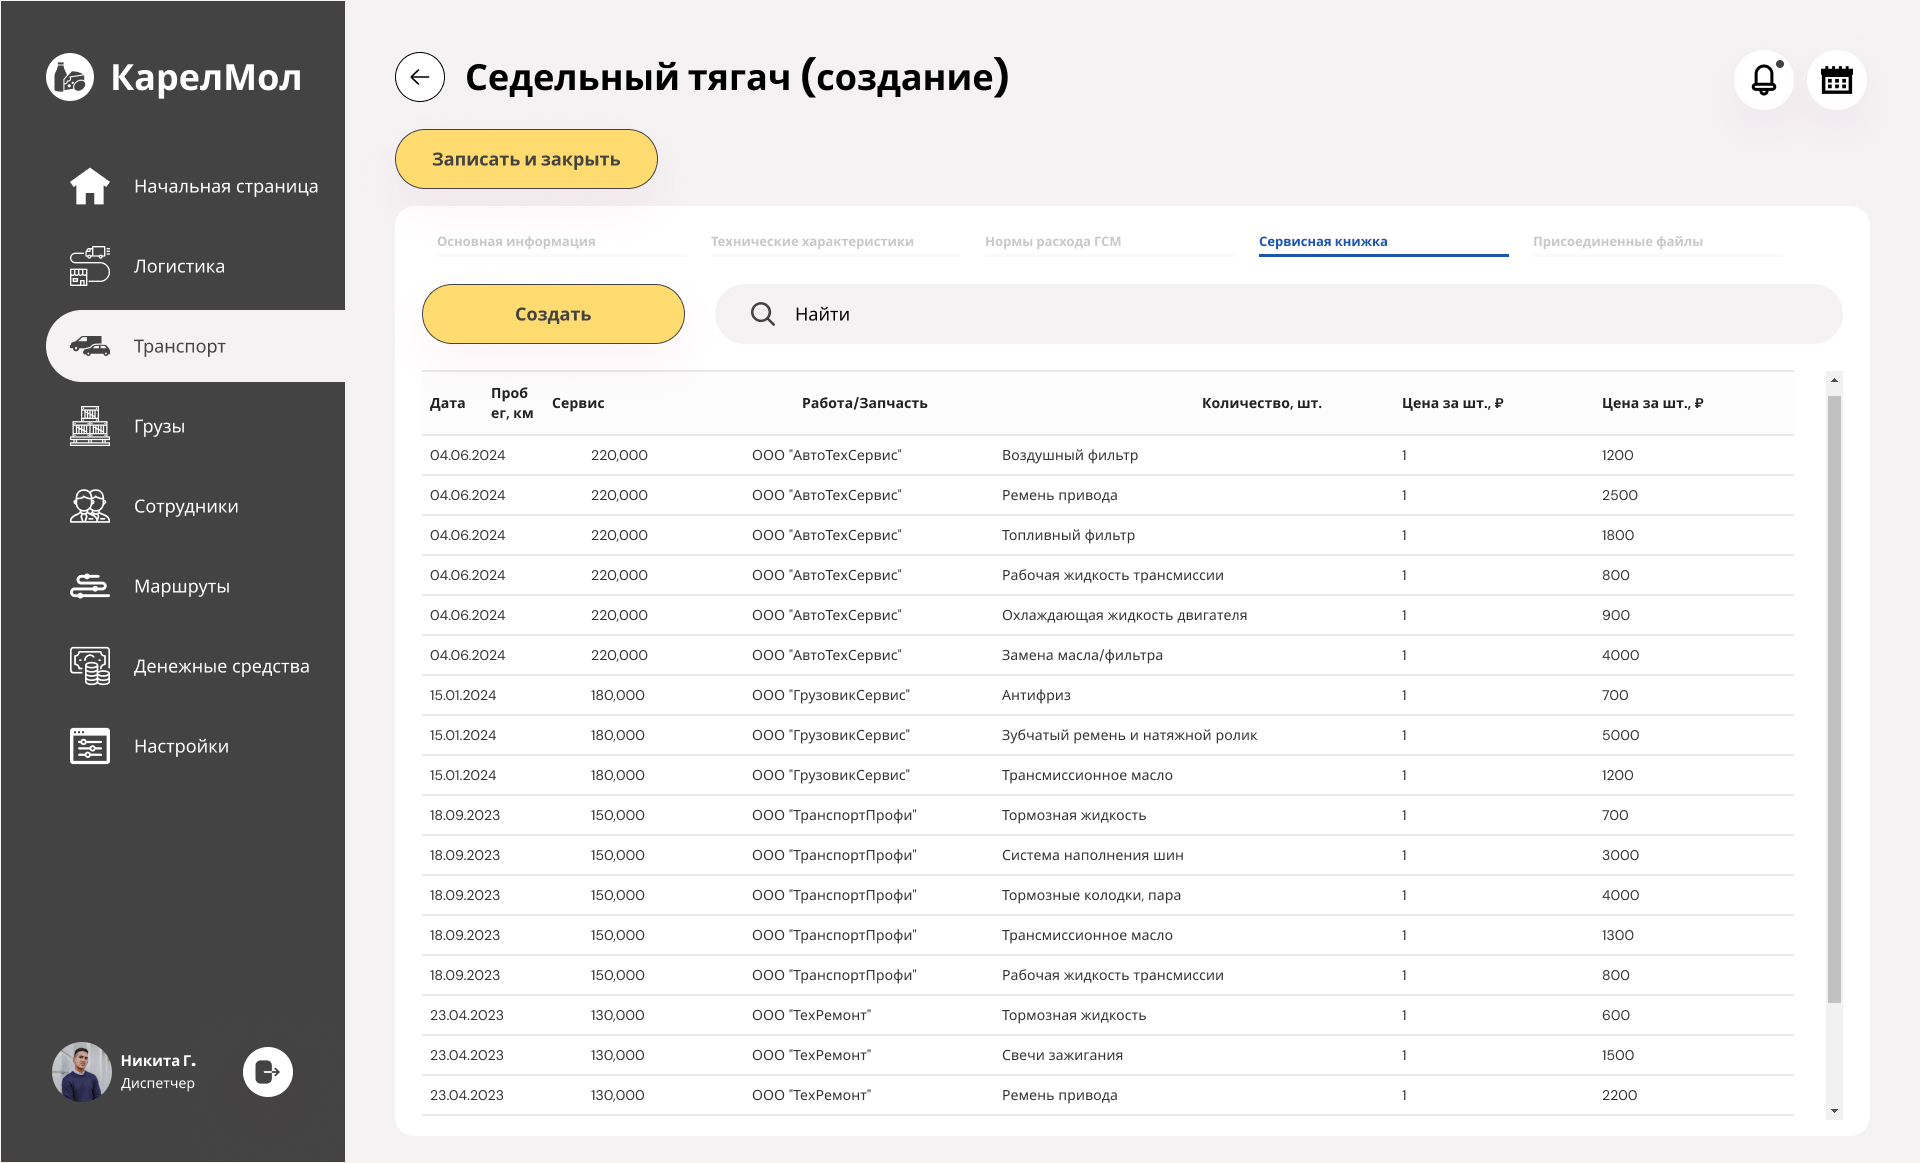 КарелМол
Начальная страница
Логистика
Транспорт
Грузы
Сотрудники
Маршруты
Денежные средства
Настройки
Никита Г.
Диспетчер
Седельный тягач (создание)
Записать и закрыть
Основная информация Технические характеристики Нормы расхода ГСМ Сервисная книжка Присоединенные файлы
Создать Найти
Дата Проб
ег, км Сервис Работа/Запчасть Количество, шт. Цена за шт., ₽ Цена за шт., ₽
04.06.2024 220,000 ООО "АвтоТехСервис" Воздушный фильтр 1 1200
04.06.2024 220,000 ООО "АвтоТехСервис" Ремень привода 1 2500
04.06.2024 220,000 ООО "АвтоТехСервис" Топливный фильтр 1 1800
04.06.2024 220,000 ООО "АвтоТехСервис" Рабочая жидкость трансмиссии 1 800
04.06.2024 220,000 ООО "АвтоТехСервис" Охлаждающая жидкость двигателя 1 900
04.06.2024 220,000 ООО "АвтоТехСервис" Замена масла/фильтра 1 4000
15.01.2024 180,000 ООО "ГрузовикСервис" Антифриз 1 700
15.01.2024 180,000 ООО "ГрузовикСервис" Зубчатый ремень и натяжной ролик 1 5000
15.01.2024 180,000 ООО "ГрузовикСервис" Трансмиссионное масло 1 1200
18.09.2023 150,000 ООО "ТранспортПрофи" Тормозная жидкость 1 700
18.09.2023 150,000 ООО "ТранспортПрофи" Система наполнения шин 1 3000
18.09.2023 150,000 ООО "ТранспортПрофи" Тормозные колодки, пара 1 4000
18.09.2023 150,000 ООО "ТранспортПрофи" Трансмиссионное масло 1 1300
18.09.2023 150,000 ООО "ТранспортПрофи" Рабочая жидкость трансмиссии 1 800
23.04.2023 130,000 ООО "ТехРемонт" Тормозная жидкость 1 600
23.04.2023 130,000 ООО "ТехРемонт" Свечи зажигания 1 1500
23.04.2023 130,000 ООО "ТехРемонт" Ремень привода 1 2200